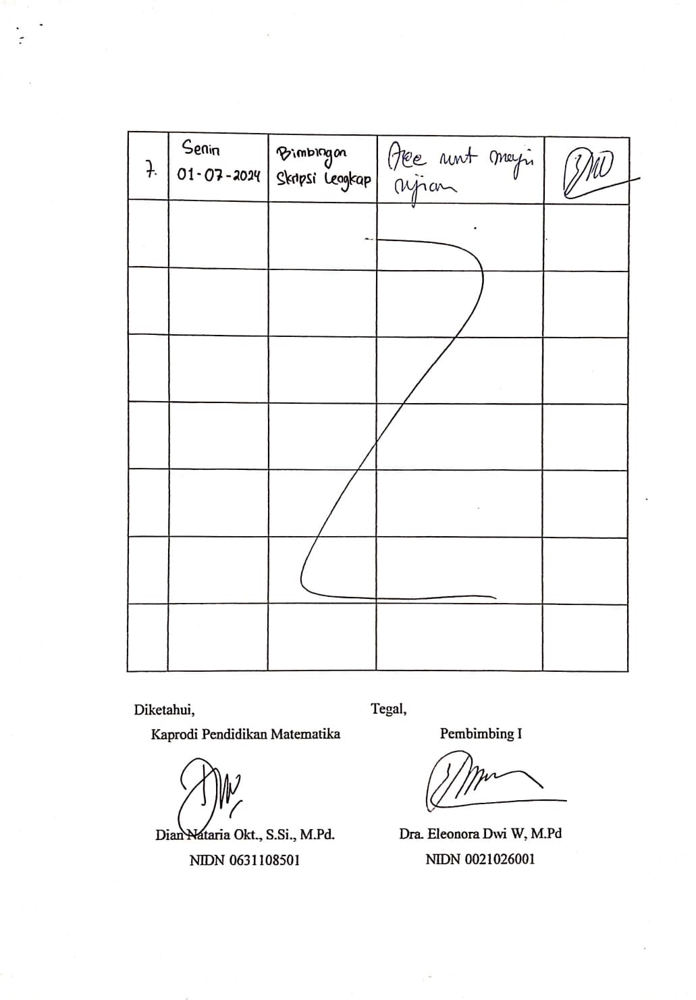 7.
Senin
01-07-2024
Bimbingan
Skripsi Lengkap
Acc unt maju
ujian
Diketahui,
Kaprodi Pendidikan Matematika
Dian Nataria Okt., S.Si., M.Pd.
NIDN 0631108501
Tegal,
Pembimbing I
Dra. Eleonora Dwi W, M.Pd
NIDN 0021026001